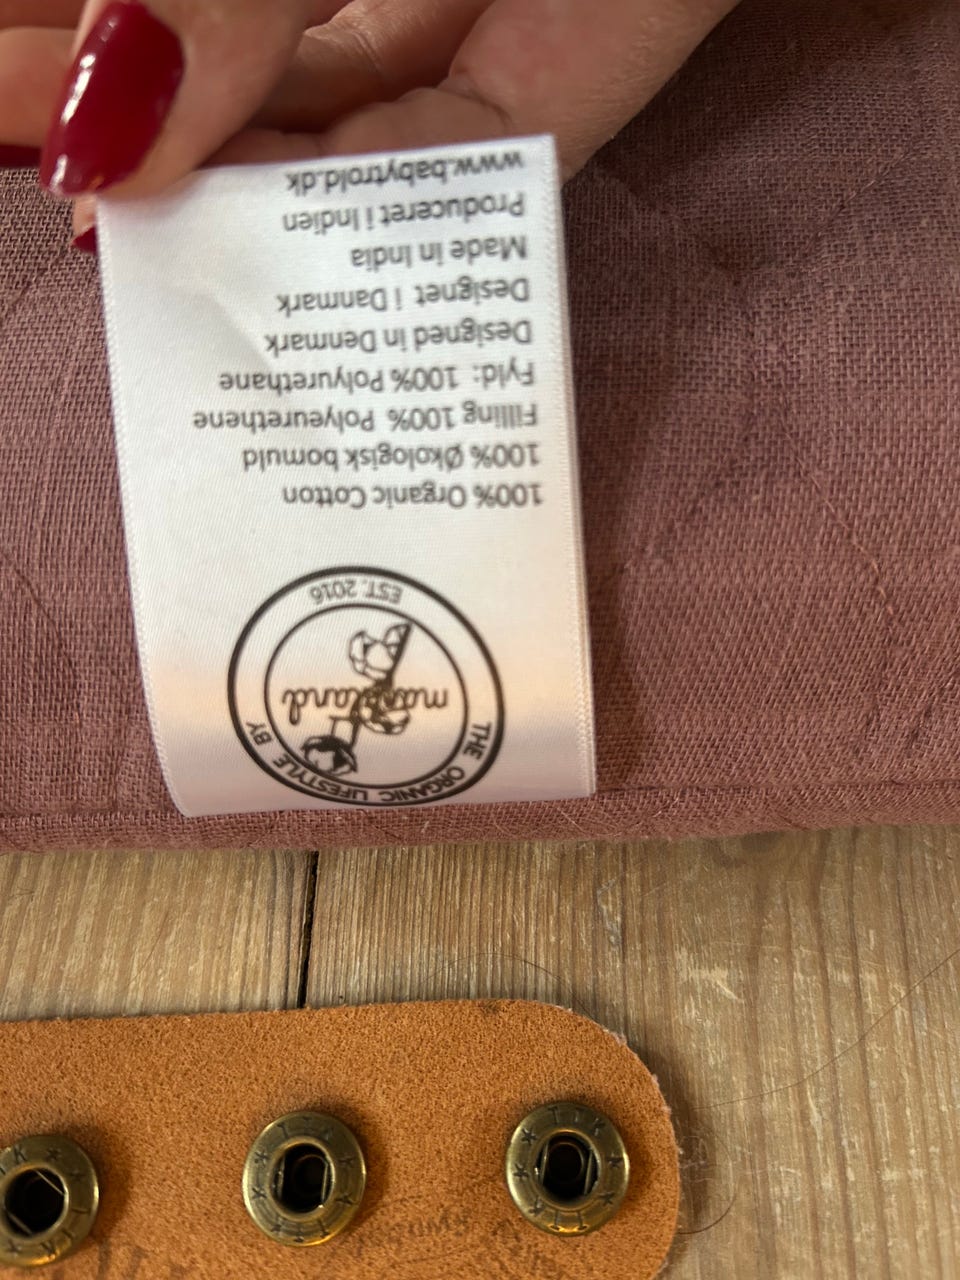 THE ORGANIC LIFESTYLE BY
maseland
EST. 2016
100% Organic Cotton
100% Økologisk bomuld
Filling 100% Polyeurethene
Fyld: 100% Polyurethane
Designed in Denmark
Designet i Danmark
Made in India
Produceret i Indien
www.babytrold.dk